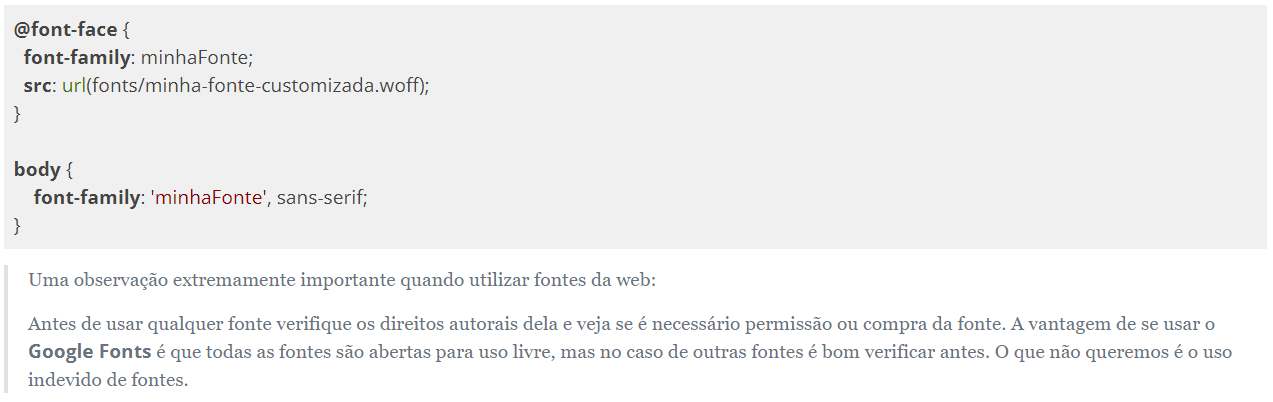 @font-face {
font-family: minhaFonte;
src: url(fonts/minha-fonte-customizada.woff);
}
body {
font-family: 'minhaFonte', sans-serif;
}
Uma observação extremamente importante quando utilizar fontes da web:
Antes de usar qualquer fonte verifique os direitos autorais dela e veja se é necessário permissão ou compra da fonte. A vantagem de se usar o
Google Fonts é que todas as fontes são abertas para uso livre, mas no caso de outras fontes é bom verificar antes. O que não queremos é o uso
indevido de fontes.